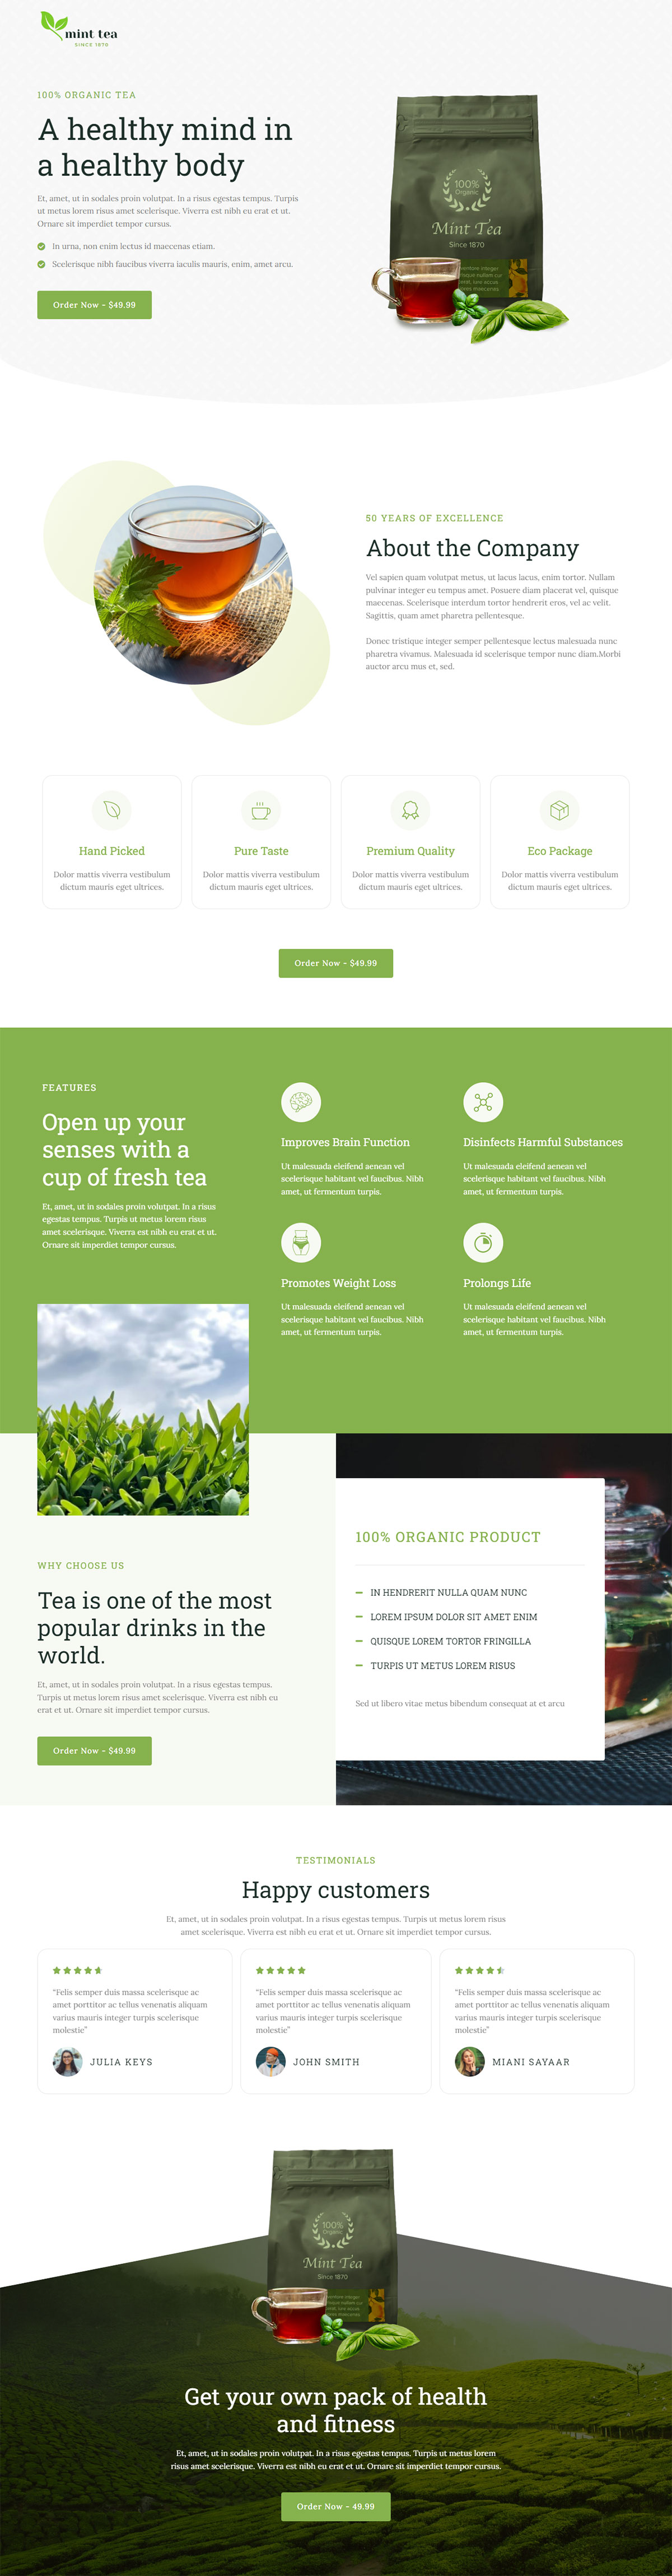 mint tea
SINCE 1870
100% ORGANIC TEA
A healthy mind in
a healthy body
Et, amet, ut in sodales proin volutpat. In a risus egestas tempus. Turpis
ut metus lorem risus amet scelerisque. Viverra est nibh eu erat et ut.
Ornare sit imperdiet tempor cursus.
In urna, non enim lectus id maecenas etiam.
Scelerisque nibh faucibus viverra iaculis mauris, enim, amet arcu.
Order Now - $49.99
100%
Organic
Mint Tea
Since 1870
50 YEARS OF EXCELLENCE
About the Company
Vel sapien quam volutpat metus, ut lacus lacus, enim tortor. Nullam
pulvinar integer eu tempus amet. Posuere diam placerat vel, quisque
maecenas. Scelerisque interdum tortor hendrerit eros, vel ac velit.
Sagittis, quam amet pharetra pellentesque.
Donec tristique integer semper pellentesque lectus malesuada nunc
pharetra vivamus. Malesuada id scelerisque tempor nunc diam.Morbi
auctor arcu mus et, sed.
Hand Picked
Dolor mattis viverra vestibulum
dictum mauris eget ultrices.
Pure Taste
Dolor mattis viverra vestibulum
dictum mauris eget ultrices.
Premium Quality
Dolor mattis viverra vestibulum
dictum mauris eget ultrices.
Eco Package
Dolor mattis viverra vestibulum
dictum mauris eget ultrices.
Order Now - $49.99
FEATURES
Open up your
senses with a
cup of fresh tea
Et, amet, ut in sodales proin volutpat. In a risus
egestas tempus. Turpis ut metus lorem risus
amet scelerisque. Viverra est nibh eu erat et ut.
Ornare sit imperdiet tempor cursus.
Improves Brain Function
Ut malesuada eleifend aenean vel
scelerisque habitant vel faucibus. Nibh
amet, ut fermentum turpis.
Disinfects Harmful Substances
Ut malesuada eleifend aenean vel
scelerisque habitant vel faucibus. Nibh
amet, ut fermentum turpis.
Promotes Weight Loss
Ut malesuada eleifend aenean vel
scelerisque habitant vel faucibus. Nibh
amet, ut fermentum turpis.
Prolongs Life
Ut malesuada eleifend aenean vel
scelerisque habitant vel faucibus. Nibh
amet, ut fermentum turpis.
WHY CHOOSE US
Tea is one of the most
popular drinks in the
world.
Et, amet, ut in sodales proin volutpat. In a risus egestas tempus.
Turpis ut metus lorem risus amet scelerisque. Viverra est nibh eu
erat et ut. Ornare sit imperdiet tempor cursus.
Order Now - $49.99
100% ORGANIC PRODUCT
IN HENDRERIT NULLA QUAM NUNC
LOREM IPSUM DOLOR SIT AMET ENIM
QUISQUE LOREM TORTOR FRINGILLA
TURPIS UT METUS LOREM RISUS
Sed ut libero vitae metus bibendum consequat at et arcu
TESTIMONIALS
Happy customers
Et, amet, ut in sodales proin volutpat. In a risus egestas tempus. Turpis ut metus lorem risus
amet scelerisque. Viverra est nibh eu erat et ut. Ornare sit imperdiet tempor cursus.
"Felis semper duis massa scelerisque ac
amet porttitor ac tellus venenatis aliquam
varius mauris integer turpis scelerisque
molestie"
JULIA KEYS
"Felis semper duis massa scelerisque ac
amet porttitor ac tellus venenatis aliquam
varius mauris integer turpis scelerisque
molestie"
JOHN SMITH
"Felis semper duis massa scelerisque ac
amet porttitor ac tellus venenatis aliquam
varius mauris integer turpis scelerisque
molestie"
MIANI SAYAAR
100%
Organic
Mint Tea
Since 1870
Get your own pack of health
and fitness
Et, amet, ut in sodales proin volutpat. In a risus egestas tempus. Turpis ut metus lorem
risus amet scelerisque. Viverra est nibh eu erat et ut. Ornare sit imperdiet tempor cursus.
Order Now - 49.99